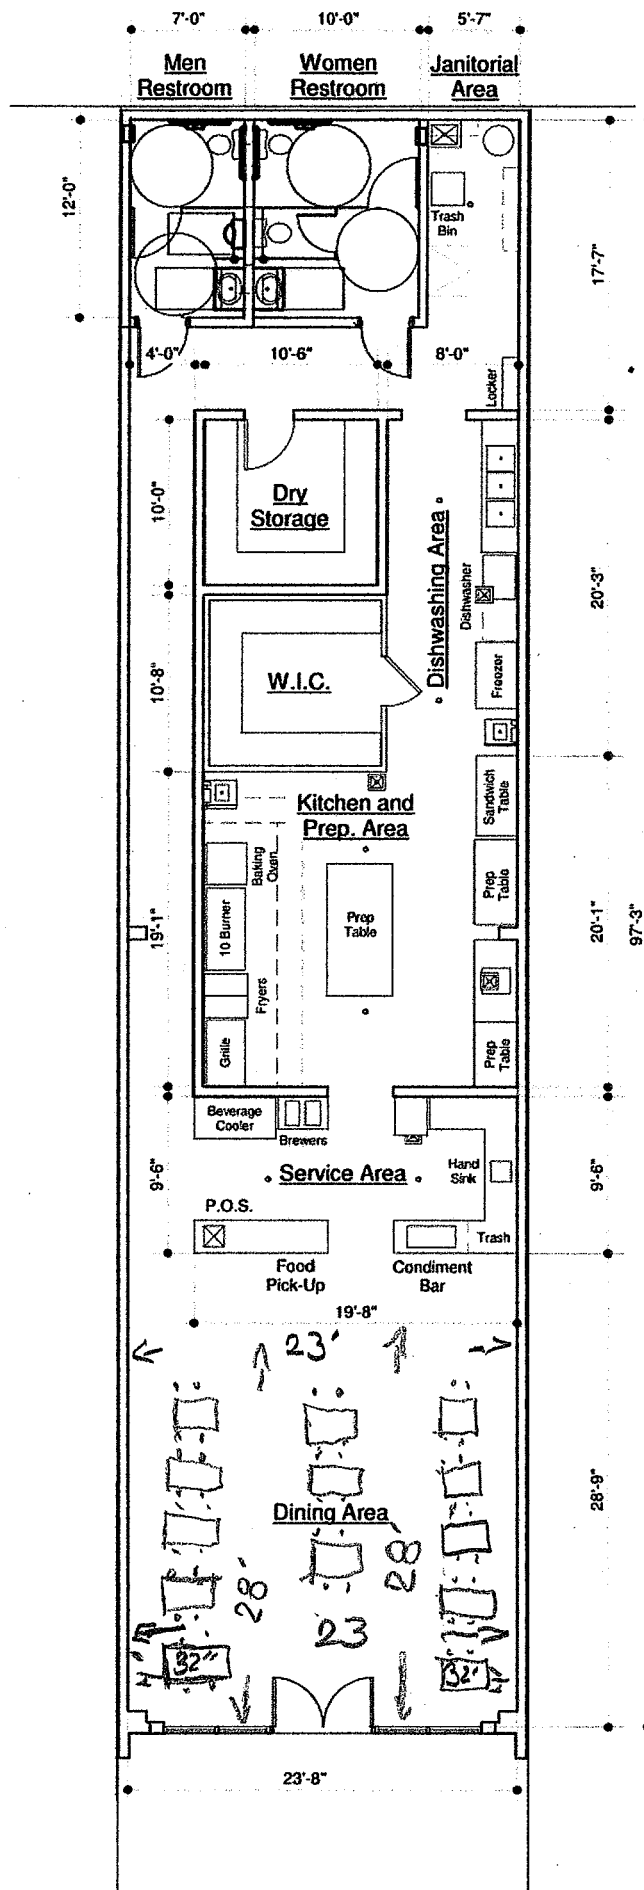 7'-0" 10'-0" 5'-7"
Men
Restroom
Women
Restroom
Janitorial
Area
12'-0"
Trash
Bin
17'-7"
4'-0" 10'-6" 8'-0"
Locker
10'-0"
Dry
Storage
Dishwashing Area
Dishwasher
20'-3"
10'-8"
W.I.C.
Freezer
Kitchen and
Prep. Area
Sandwich
Table
Baking
Oven
Prep
Table
10 Burner
Prep
Table
19'-1"
20'-1"
97'-3"
Fryers
Grille
Prep
Table
Beverage
Cooler
Brewers
9'-6"
Service Area
Hand
Sink
9'-6"
P.O.S.
Trash
Food
Pick-Up
Condiment
Bar
19'-8"
23'
28'-9"
Dining Area
28'
28'
23
32"
32"
4'
4'
23'-8"